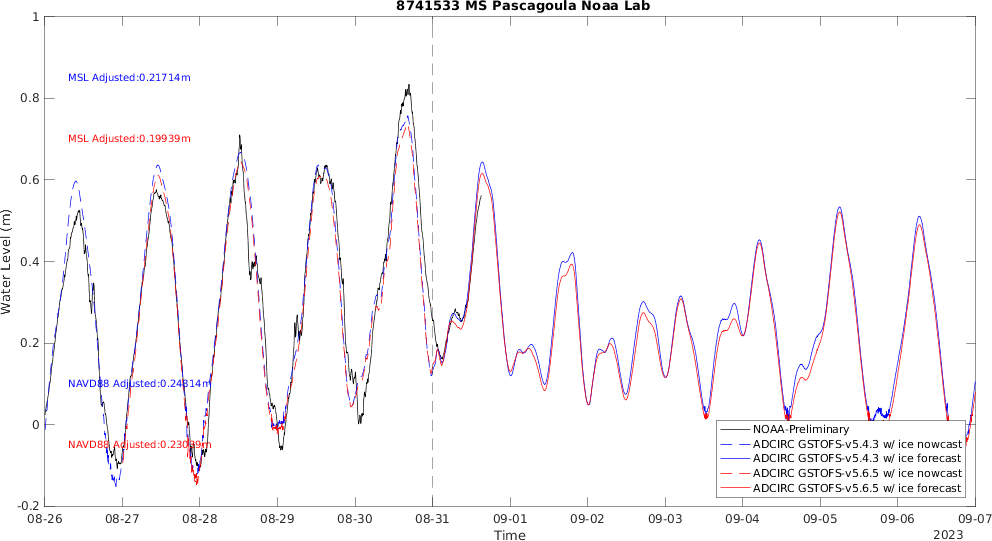 8741533 MS Pascagoula Noaa Lab
1
MSL Adjusted:0.21714m
0.8
MSL Adjusted:0.19939m
0.6
Water Level (m)
0.4
0.2
NAVD88 Adjusted:0.24314m
0
NAVD88 Adjusted:0.23039m
NOAA-Preliminary
ADCIRC GSTOFS-v5.4.3 w/ ice nowcast
ADCIRC GSTOFS-v5.4.3 w/ ice forecast
ADCIRC GSTOFS-v5.6.5 w/ ice nowcast
ADCIRC GSTOFS-v5.6.5 w/ ice forecast
-0.2
08-26 08-27 08-28 08-29 08-30 08-31 09-01 09-02 09-03 09-04 09-05 09-06 09-07
Time
2023